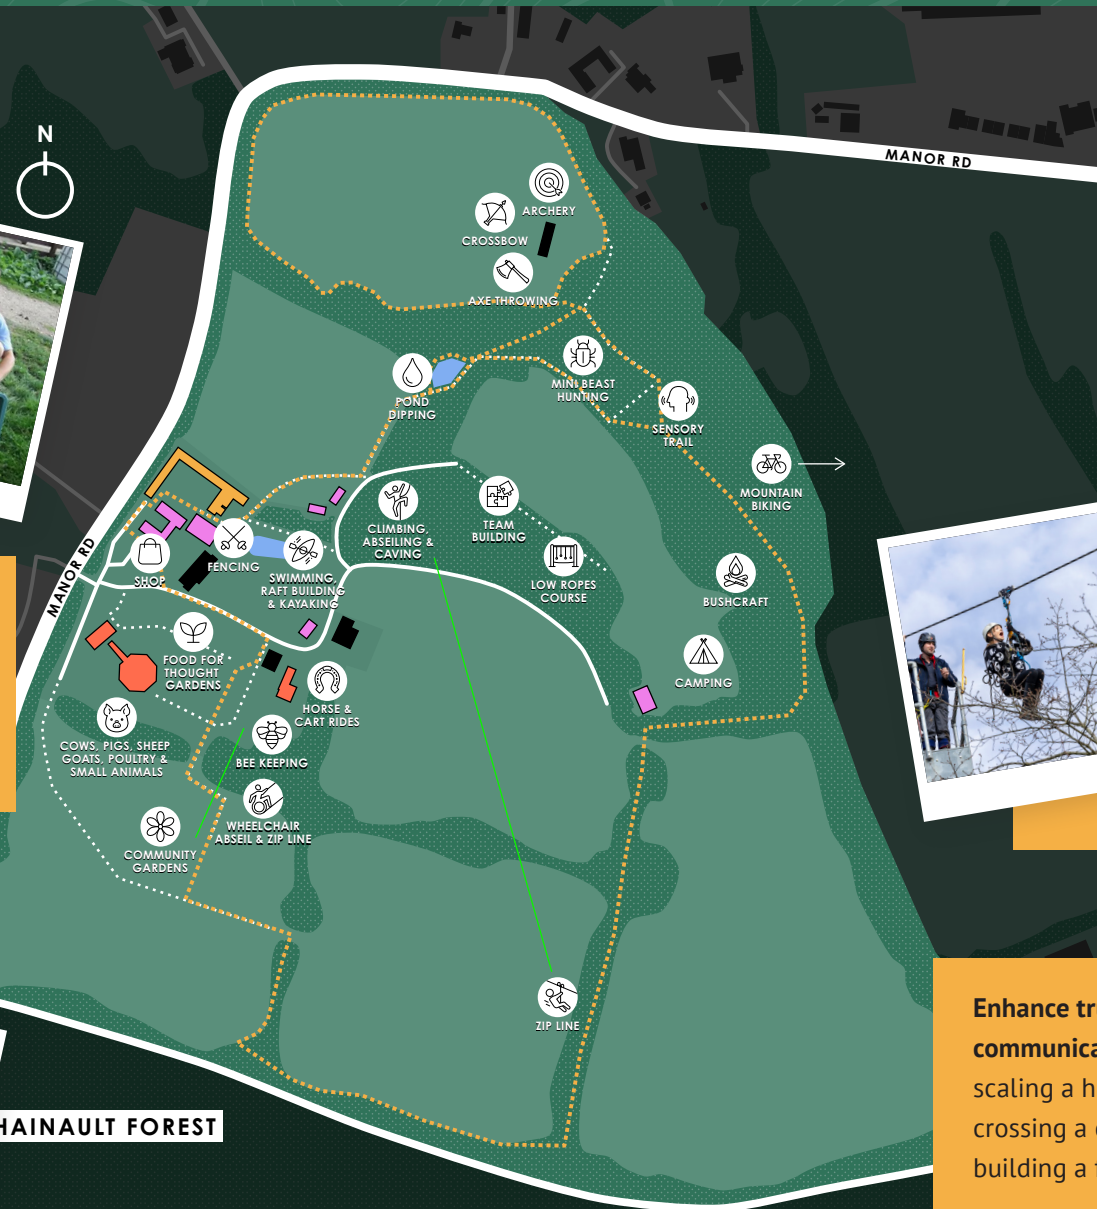 MANOR RD
N
ARCHERY
CROSSBOW
AXE THROWING
MINI BEAST
HUNTING
POND
DIPPING
SENSORY
TRAIL
MOUNTAIN
BIKING
CLIMBING,
ABSEILING &
CAVING
TEAM
BUILDING
MANOR RD
SHOP
FENCING
SWIMMING,
RAFT BUILDING
& KAYAKING
LOW ROPES
COURSE
BUSHCRAFT
FOOD FOR
THOUGHT
GARDENS
CAMPING
HORSE &
CART RIDES
COWS, PIGS, SHEEP
GOATS, POULTRY &
SMALL ANIMALS
BEE KEEPING
WHEELCHAIR
ABSEIL & ZIP LINE
COMMUNITY
GARDENS
ZIP LINE
HAINAULT FOREST
Enhance
scaling a
crossing a
building a